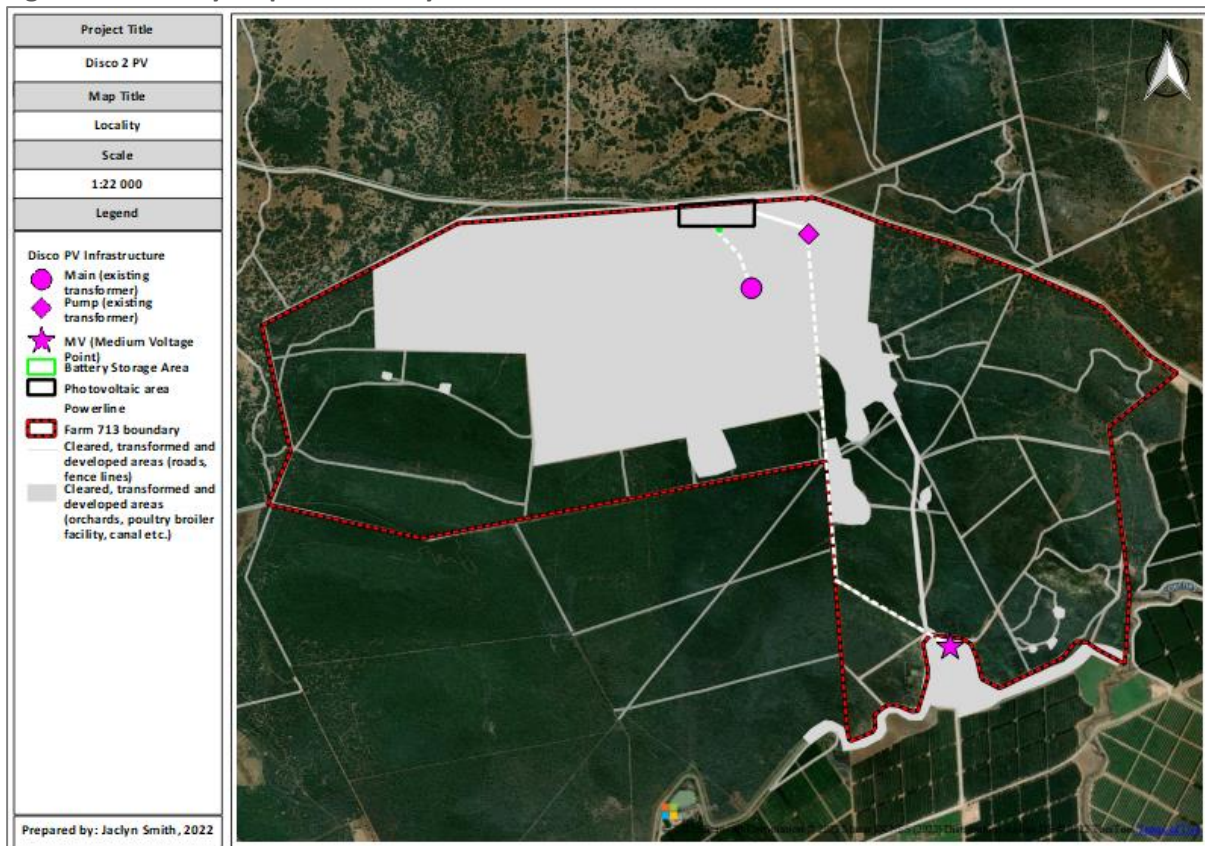 Project Title
Disco 2 PV
Map Title
Locality
Scale
1:22 000
Legend
Disco PV Infrastructure
Main (existing
transformer)
Pump (existing
transformer)
MV (Medium Voltage
Point)
Battery Storage Area
Photovoltaic area
Powerline
Farm 713 boundary
Cleared, transformed and
developed areas (roads,
fence lines)
Cleared, transformed and
developed areas
(orchards, poultry broiler
facility, canal etc.)
Prepared by: Jaclyn Smith, 2022
N